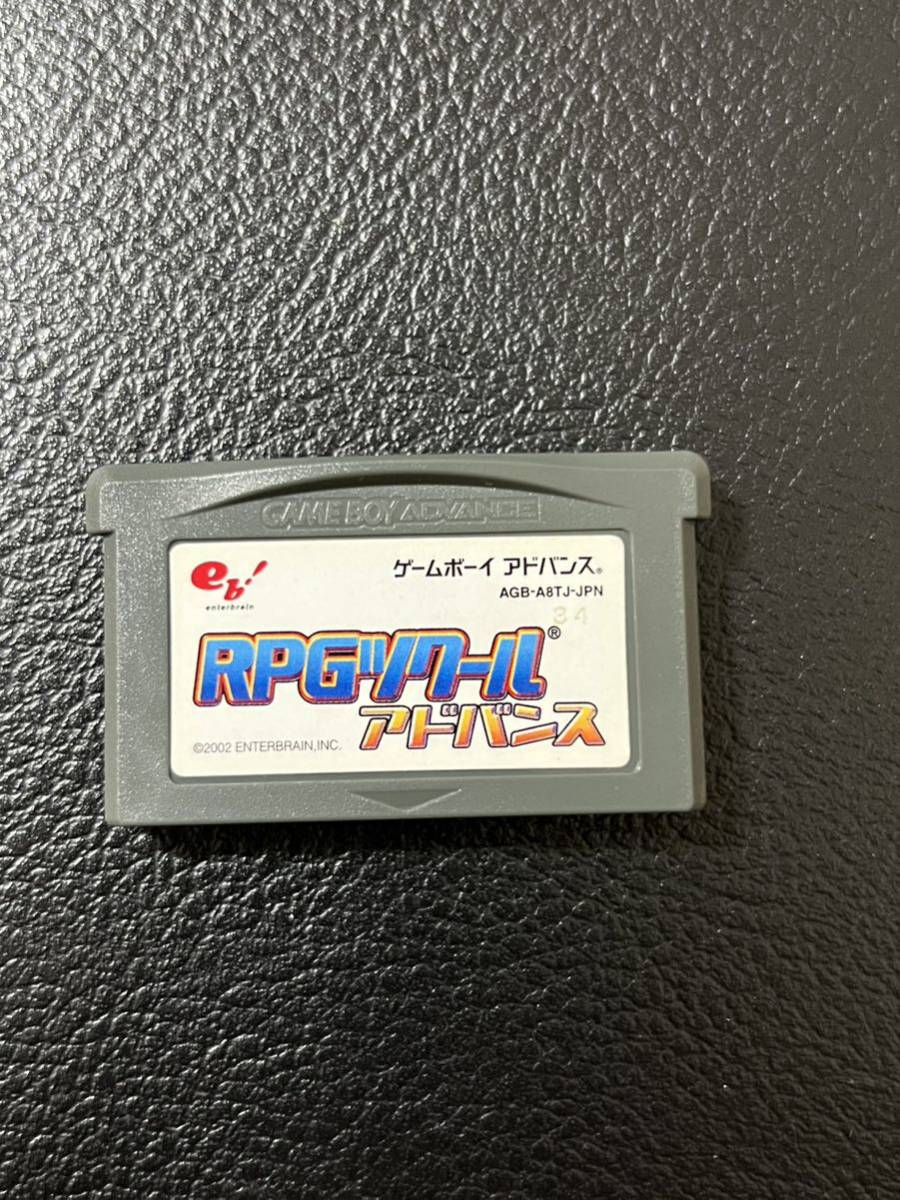 GAME BOY ADVANCE
eb!
enterbrain
ゲームボーイ アドバンス®
AGB-A8TJ-JPN
34
RPGツクール®
アドバンス
©2002 ENTERBRAIN,INC.